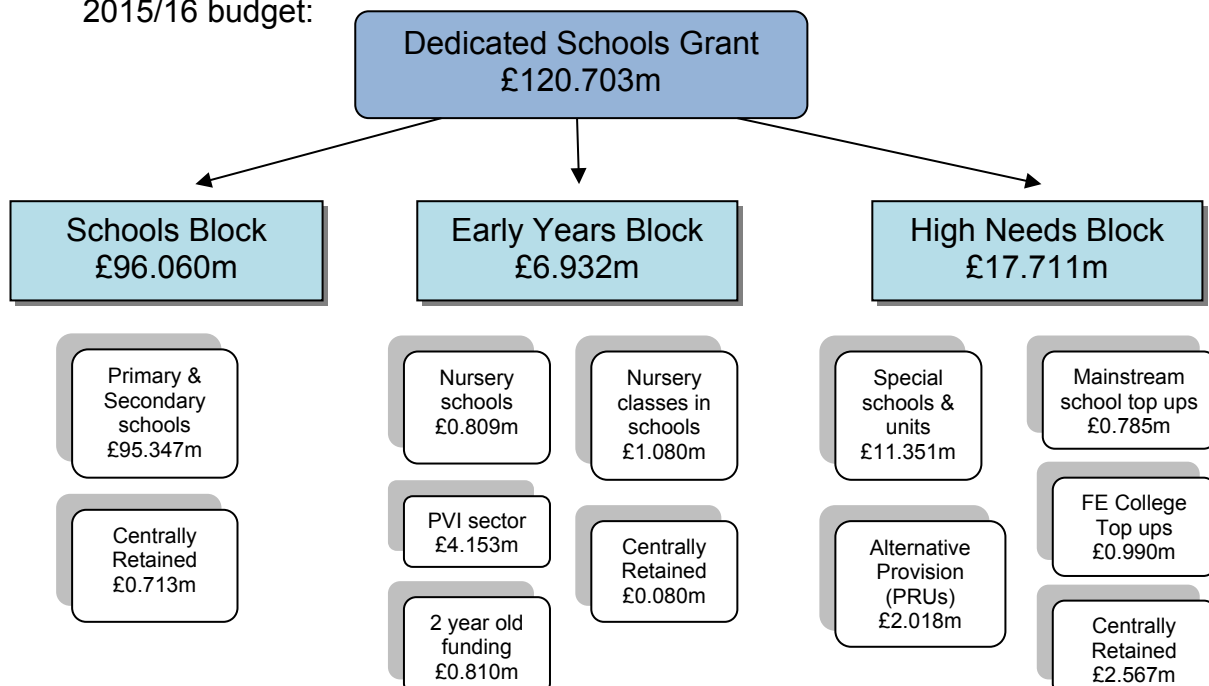 2015/16 budget:
Dedicated Schools Grant
£120.703m
Schools Block
£96.060m
Early Years Block
£6.932m
High Needs Block
£17.711m
Primary &
Secondary
schools
£95.347m
Centrally
Retained
£0.713m
Nursery
schools
£0.809m
PVI sector
£4.153m
2 year old
funding
£0.810m
Nursery
classes in
schools
£1.080m
Centrally
Retained
£0.080m
Special
schools &
units
£11.351m
Alternative
Provision
(PRUs)
£2.018m
Mainstream
school top ups
£0.785m
FE College
Top ups
£0.990m
Centrally
Retained
£2.567m